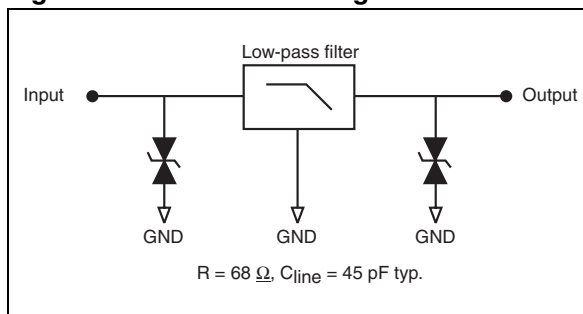 Low-pass filter
Input
Output
GND
GND
GND
R = 68 Ω, Cline = 45 pF typ.